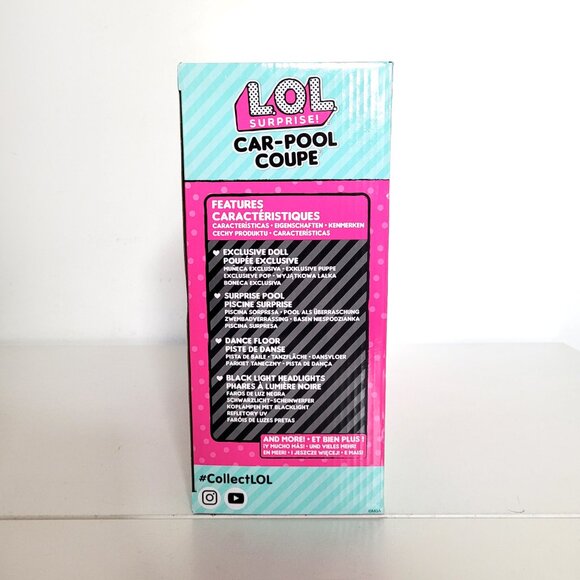 L.O.L.
SURPRISE!
CAR-POOL
COUPE
FEATURES
CARACTÉRISTIQUES
CARACTERÍSTICAS • EIGENSCHAFTEN • KENMERKEN
CECHY PRODUKTU • CARACTERÍSTICAS
EXCLUSIVE DOLL
POUPÉE EXCLUSIVE
MUÑECA EXCLUSIVA • EXKLUSIVE PUPPE
EXCLUSIEVE POP • WYJĄTKOWA LALKA
BONECA EXCLUSIVA
SURPRISE POOL
PISCINE SURPRISE
PISCINA SORPRESA • POOL ALS ÜBERRASCHUNG
ZWEMBADVERRASSING • BASEN NIESPODZIANKA
PISCINA SURPRESA
DANCE FLOOR
PISTE DE DANSE
PISTA DE BAILE • TANZFLÄCHE • DANSVLOER
PARKIET TANECZNY • PISTA DE DANÇA
BLACK LIGHT HEADLIGHTS
PHARES À LUMIÈRE NOIRE
FAROS DE LUZ NEGRA
SCHWARZLICHT-SCHEINWERFER
KOPLAMPEN MET BLACKLIGHT
REFLETORY UV
FARÓIS DE LUZES PRETAS
AND MORE! • ET BIEN PLUS !
¡Y MUCHO MÁS! • UND VIELES MEHR!
EN MEER! • I JESZCZE WIĘCEJ! • E MAIS!
#CollectLOL
©MGA